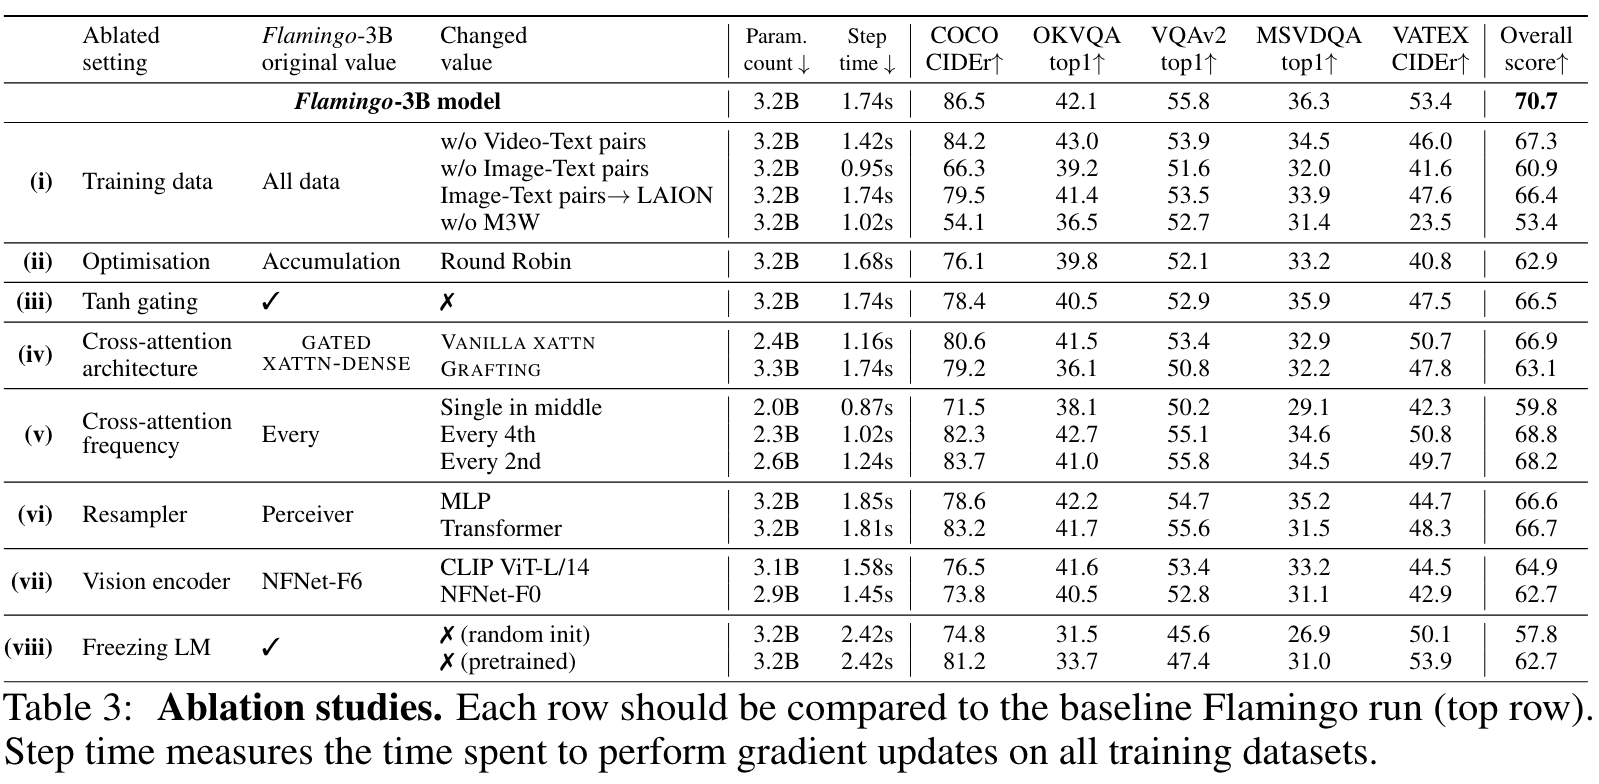 Ablated setting | Flamingo-3B original value | Changed value | Param. count ↓ | Step time ↓ | COCO CIDEr↑ | OKVQA top1↑ | VQAv2 top1↑ | MSVDQA top1↑ | VATEX CIDEr↑ | Overall score↑
Flamingo-3B model | 3.2B | 1.74s | 86.5 | 42.1 | 55.8 | 36.3 | 53.4 | 70.7
(i) | Training data | All data | w/o Video-Text pairs | 3.2B | 1.42s | 84.2 | 43.0 | 53.9 | 34.5 | 46.0 | 67.3
w/o Image-Text pairs | 3.2B | 0.95s | 66.3 | 39.2 | 51.6 | 32.0 | 41.6 | 60.9
Image-Text pairs→ LAION | 3.2B | 1.74s | 79.5 | 41.4 | 53.5 | 33.9 | 47.6 | 66.4
w/o M3W | 3.2B | 1.02s | 54.1 | 36.5 | 52.7 | 31.4 | 23.5 | 53.4
(ii) | Optimisation | Accumulation | Round Robin | 3.2B | 1.68s | 76.1 | 39.8 | 52.1 | 33.2 | 40.8 | 62.9
(iii) | Tanh gating | ✓ | ✗ | 3.2B | 1.74s | 78.4 | 40.5 | 52.9 | 35.9 | 47.5 | 66.5
(iv) | Cross-attention architecture | GATED XATTN-DENSE | VANILLA XATTN | 2.4B | 1.16s | 80.6 | 41.5 | 53.4 | 32.9 | 50.7 | 66.9
GRAFTING | 3.3B | 1.74s | 79.2 | 36.1 | 50.8 | 32.2 | 47.8 | 63.1
(v) | Cross-attention frequency | Every | Single in middle | 2.0B | 0.87s | 71.5 | 38.1 | 50.2 | 29.1 | 42.3 | 59.8
Every 4th | 2.3B | 1.02s | 82.3 | 42.7 | 55.1 | 34.6 | 50.8 | 68.8
Every 2nd | 2.6B | 1.24s | 83.7 | 41.0 | 55.8 | 34.5 | 49.7 | 68.2
(vi) | Resampler | Perceiver | MLP | 3.2B | 1.85s | 78.6 | 42.2 | 54.7 | 35.2 | 44.7 | 66.6
Transformer | 3.2B | 1.81s | 83.2 | 41.7 | 55.6 | 31.5 | 48.3 | 66.7
(vii) | Vision encoder | NFNet-F6 | CLIP ViT-L/14 | 3.1B | 1.58s | 76.5 | 41.6 | 53.4 | 33.2 | 44.5 | 64.9
NFNet-F0 | 2.9B | 1.45s | 73.8 | 40.5 | 52.8 | 31.1 | 42.9 | 62.7
(viii) | Freezing LM | ✓ | ✗ (random init) | 3.2B | 2.42s | 74.8 | 31.5 | 45.6 | 26.9 | 50.1 | 57.8
✗ (pretrained) | 3.2B | 2.42s | 81.2 | 33.7 | 47.4 | 31.0 | 53.9 | 62.7
Table 3: Ablation studies. Each row should be compared to the baseline Flamingo run (top row).
Step time measures the time spent to perform gradient updates on all training datasets.